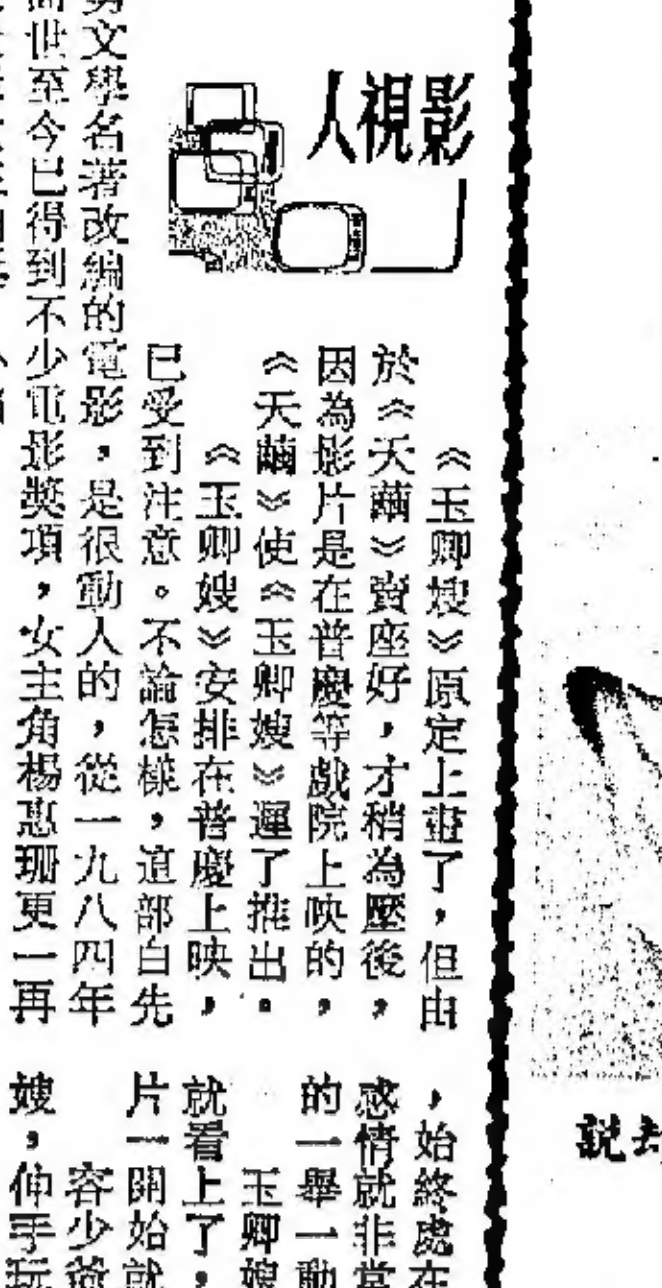 影視人
《玉卿嫂》原定上畫了，但由
於《天繭》賣座好，才稍為壓後，
因為影片是在普慶等戲院上映的，
《天繭》使《玉卿嫂》遲了推出。
《玉卿嫂》安排在普慶上映，
已受到注意。不論怎樣，這部白先
勇文學名著改編的電影，是很動人的，從一九八四年
問世至今已得到不少電影獎項，女主角楊惠珊更一再
，始終處在
感情就非常
的一舉一動
玉卿嫂
就看上了，
片一開始就
容少爺
嫂，伸手玩
説